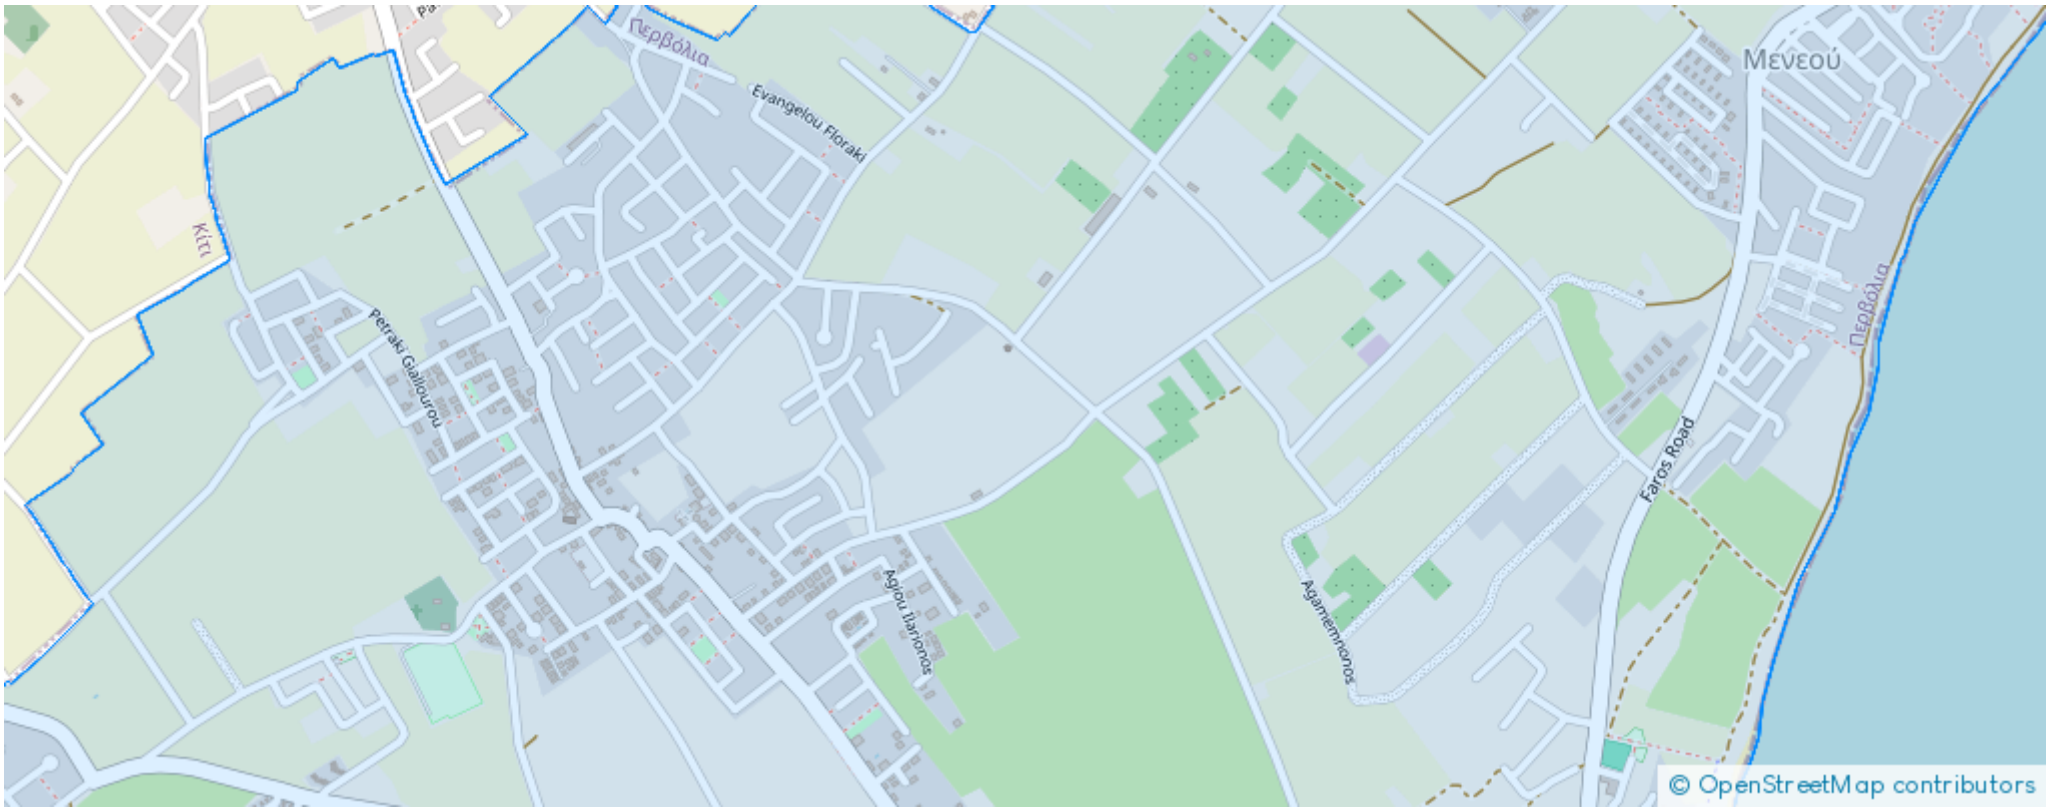 Περβόλια
Evangelou Floraki
Μενεού
Κίτι
Περβόλια
Petraki Giallourou
Faros Road
Agiou Ilarionos
Agamemnonos
© OpenStreetMap contributors